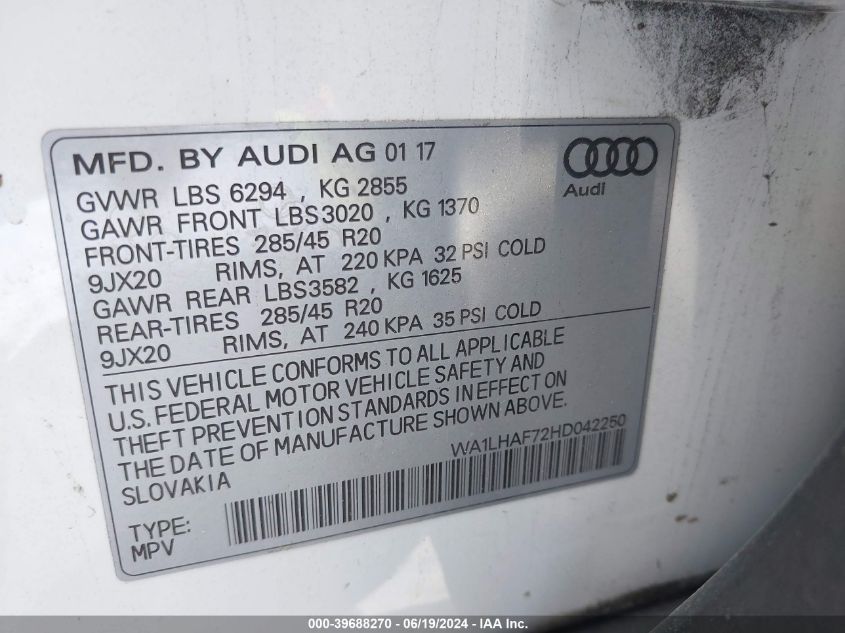 MFD. BY AUDI AG 01 17
Audi
GVWR LBS 6294 , KG 2855
GAWR FRONT LBS3020 , KG 1370
FRONT-TIRES 285/45 R20
9JX20 RIMS, AT 220 KPA 32 PSI COLD
GAWR REAR LBS3582 , KG 1625
REAR-TIRES 285/45 R20
9JX20 RIMS, AT 240 KPA 35 PSI COLD
THIS VEHICLE CONFORMS TO ALL APPLICABLE
U.S. FEDERAL MOTOR VEHICLE SAFETY AND
THEFT PREVENTION STANDARDS IN EFFECT ON
THE DATE OF MANUFACTURE SHOWN ABOVE.
SLOVAKIA WA1LHAF72HD042250
TYPE:
MPV
000-39688270 - 06/19/2024 - IAAI.com